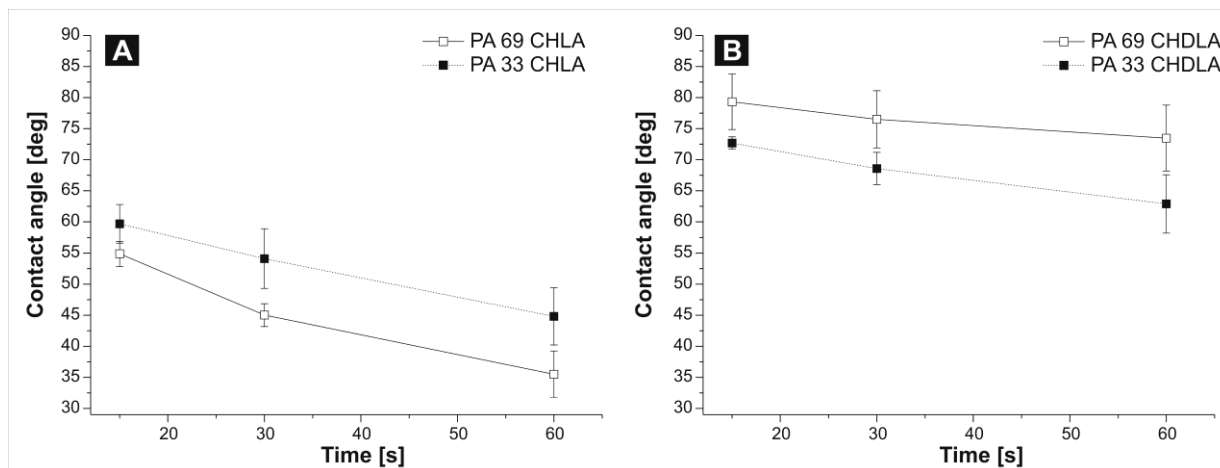 A
PA 69 CHLA
PA 33 CHLA
Contact angle [deg]
90
85
80
75
70
65
60
55
50
45
40
35
30
20 30 40 50 60
Time [s]
B
PA 69 CHDLA
PA 33 CHDLA
Contact angle [deg]
90
85
80
75
70
65
60
55
50
45
40
35
30
20 30 40 50 60
Time [s]